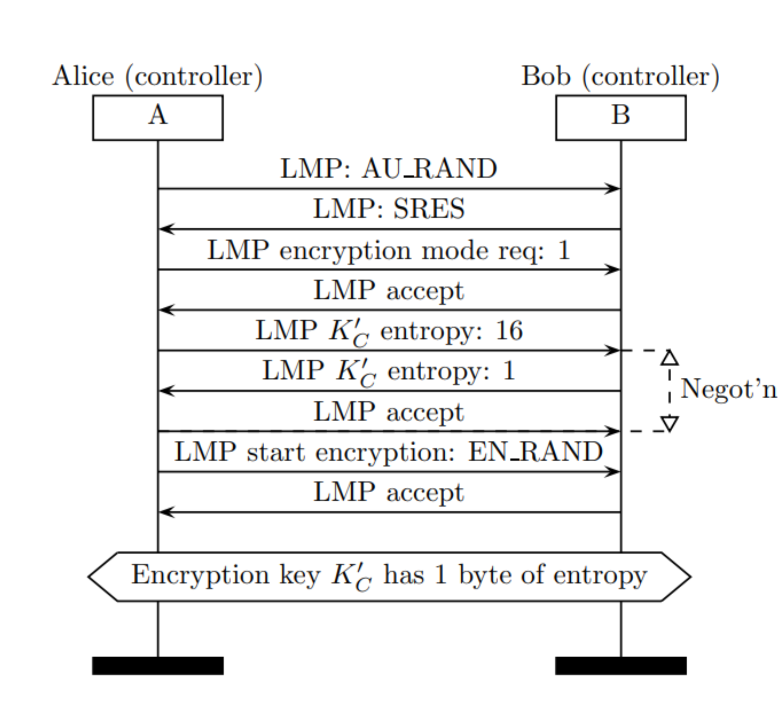 Alice (controller) Bob (controller)
A B
LMP: AU_RAND
LMP: SRES
LMP encryption mode req: 1
LMP accept
LMP K′C entropy: 16
LMP K′C entropy: 1
Negot'n
LMP accept
LMP start encryption: EN_RAND
LMP accept
Encryption key K′C has 1 byte of entropy